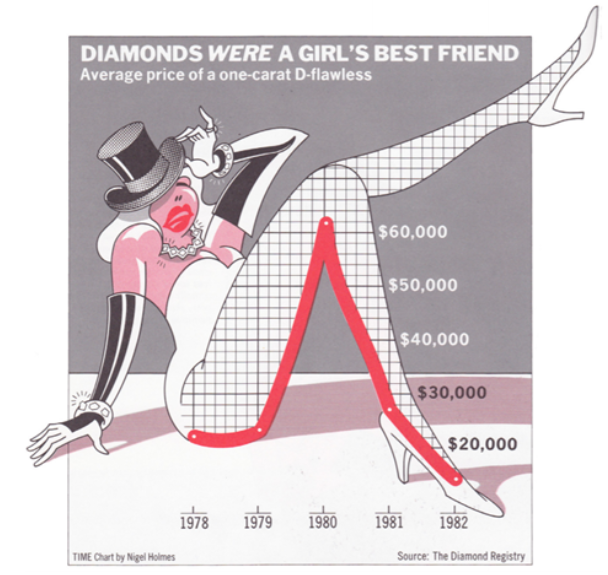 DIAMONDS WERE A GIRL'S BEST FRIEND
Average price of a one-carat D-flawless
$60,000
$50,000
$40,000
$30,000
$20,000
1978 1979 1980 1981 1982
TIME Chart by Nigel Holmes Source: The Diamond Registry